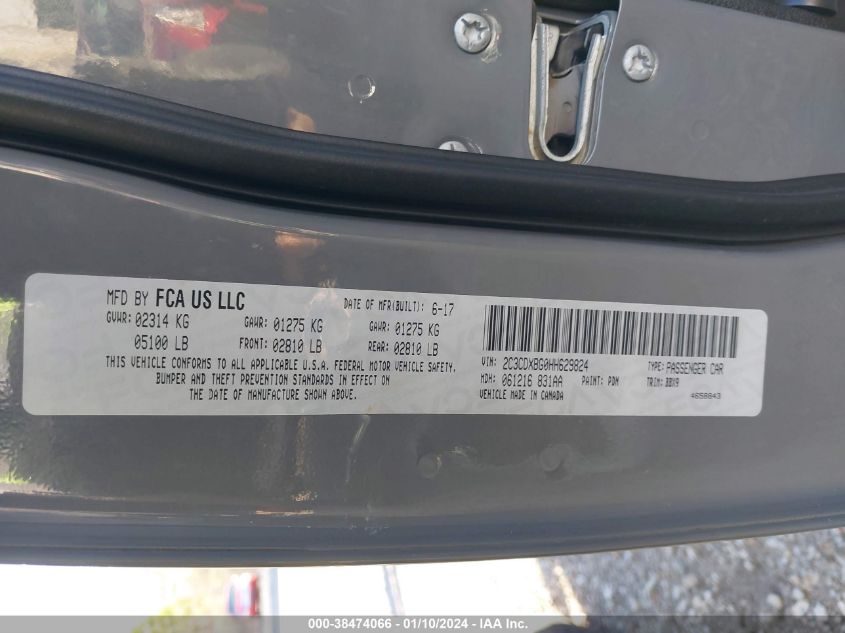 MFD BY FCA US LLC
DATE OF MFR(BUILT): 6-17
GVWR: 02314 KG
GAWR: 01275 KG
GAWR: 01275 KG
05100 LB
FRONT: 02810 LB
REAR: 02810 LB
THIS VEHICLE CONFORMS TO ALL APPLICABLE U.S.A. FEDERAL MOTOR VEHICLE SAFETY,
BUMPER AND THEFT PREVENTION STANDARDS IN EFFECT ON
THE DATE OF MANUFACTURE SHOWN ABOVE.
VIN: 2C3CDXBG0HH629824
TYPE: PASSENGER CAR
MDH: 061216 831AA
PAINT: PDN
TRIM: BBX9
VEHICLE MADE IN CANADA
4658843
000-38474066 - 01/10/2024 - IAA Inc.